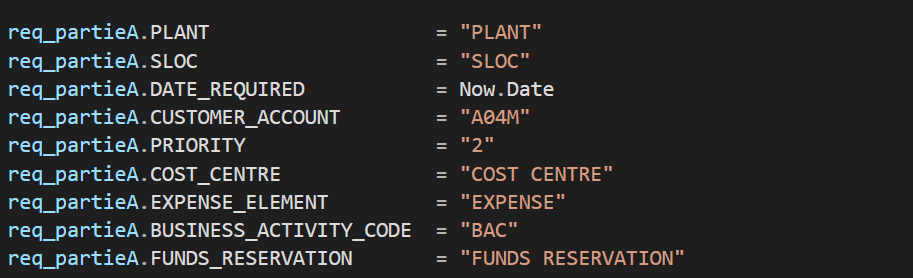 req_partieA.PLANT = "PLANT"
req_partieA.SLOC = "SLOC"
req_partieA.DATE_REQUIRED = Now.Date
req_partieA.CUSTOMER_ACCOUNT = "A04M"
req_partieA.PRIORITY = "2"
req_partieA.COST_CENTRE = "COST CENTRE"
req_partieA.EXPENSE_ELEMENT = "EXPENSE"
req_partieA.BUSINESS_ACTIVITY_CODE = "BAC"
req_partieA.FUNDS_RESERVATION = "FUNDS RESERVATION"